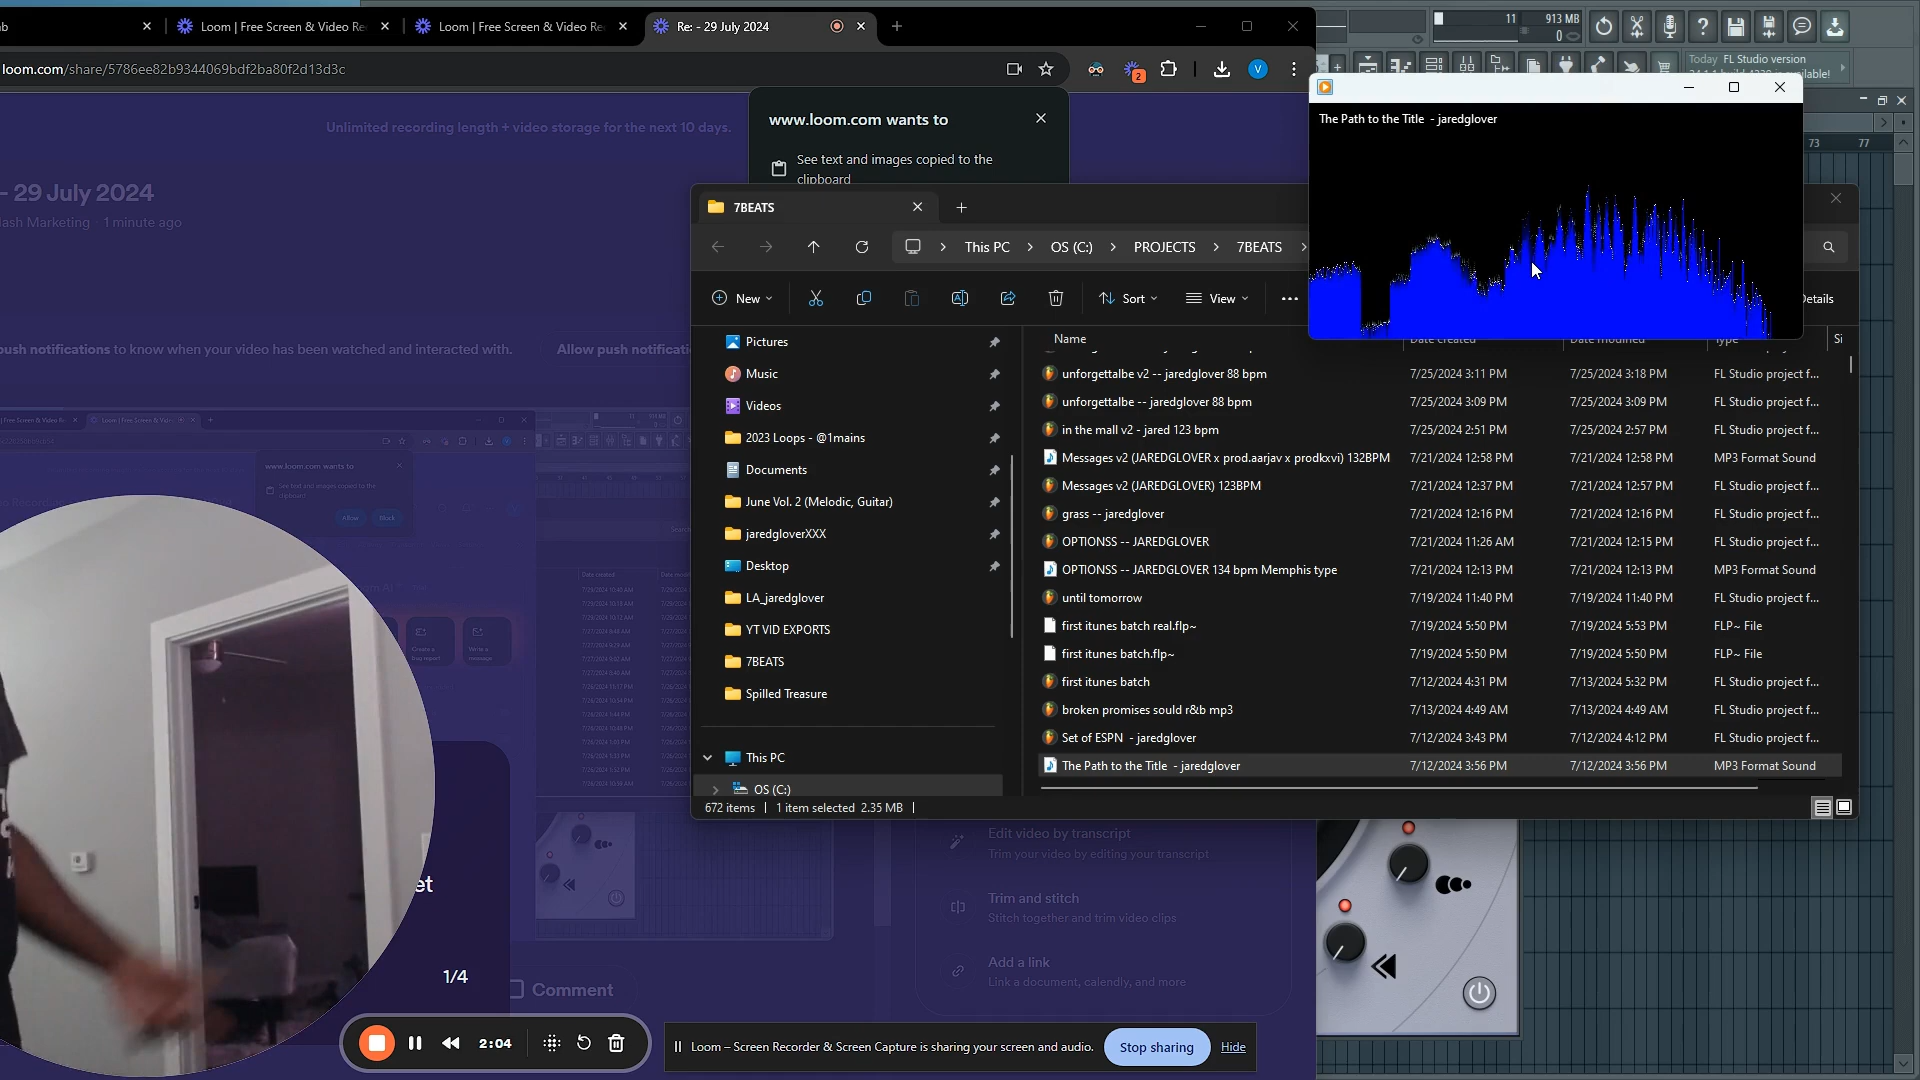 b
Loom | Free Screen & Video Re
Loom | Free Screen & Video Re
Re: - 29 July 2024
loom.com/share/5786ee82b9344069bdf2ba80f2d13d3c
2
V
11
913 MB
0
Today FL Studio version
73
77
Unlimited recording length + video storage for the next 10 days.
www.loom.com wants to
See text and images copied to the
clipboard
- 29 July 2024
lash Marketing · 1 minute ago
push notifications to know when your video has been watched and interacted with.
Allow push notificati
The Path to the Title - jaredglover
7BEATS
This PC
OS (C:)
PROJECTS
7BEATS
New
Sort
View
Details
Name
Date created
Date modified
Type
Si
Pictures
Music
Videos
2023 Loops - @1mains
Documents
June Vol. 2 (Melodic, Guitar)
jaredgloverXXX
Desktop
LA_jaredglover
YT VID EXPORTS
7BEATS
Spilled Treasure
This PC
OS (C:)
unforgettalbe v2 -- jaredglover 88 bpm 7/25/2024 3:11 PM 7/25/2024 3:18 PM FL Studio project f...
unforgettalbe -- jaredglover 88 bpm 7/25/2024 3:09 PM 7/25/2024 3:09 PM FL Studio project f...
in the mall v2 - jared 123 bpm 7/25/2024 2:51 PM 7/25/2024 2:57 PM FL Studio project f...
Messages v2 (JAREDGLOVER x prod.aarjav x prodkxvi) 132BPM 7/21/2024 12:58 PM 7/21/2024 12:58 PM MP3 Format Sound
Messages v2 (JAREDGLOVER) 123BPM 7/21/2024 12:37 PM 7/21/2024 12:57 PM FL Studio project f...
grass -- jaredglover 7/21/2024 12:16 PM 7/21/2024 12:16 PM FL Studio project f...
OPTIONSS -- JAREDGLOVER 7/21/2024 11:26 AM 7/21/2024 12:15 PM FL Studio project f...
OPTIONSS -- JAREDGLOVER 134 bpm Memphis type 7/21/2024 12:13 PM 7/21/2024 12:13 PM MP3 Format Sound
until tomorrow 7/19/2024 11:40 PM 7/19/2024 11:40 PM FL Studio project f...
first itunes batch real.flp~ 7/19/2024 5:50 PM 7/19/2024 5:53 PM FLP~ File
first itunes batch.flp~ 7/19/2024 5:50 PM 7/19/2024 5:50 PM FLP~ File
first itunes batch 7/12/2024 4:31 PM 7/13/2024 5:32 PM FL Studio project f...
broken promises sould r&b mp3 7/13/2024 4:49 AM 7/13/2024 4:49 AM FL Studio project f...
Set of ESPN - jaredglover 7/12/2024 3:43 PM 7/12/2024 4:12 PM FL Studio project f...
The Path to the Title - jaredglover 7/12/2024 3:56 PM 7/12/2024 3:56 PM MP3 Format Sound
672 items
1 item selected 2.35 MB
Edit video by transcript
Trim your video by editing your transcript
Trim and stitch
Stitch together and trim video clips
Add a link
Link a document, calendly, and more
et
1/4
Comment
2:04
Loom – Screen Recorder & Screen Capture is sharing your screen and audio.
Stop sharing
Hide